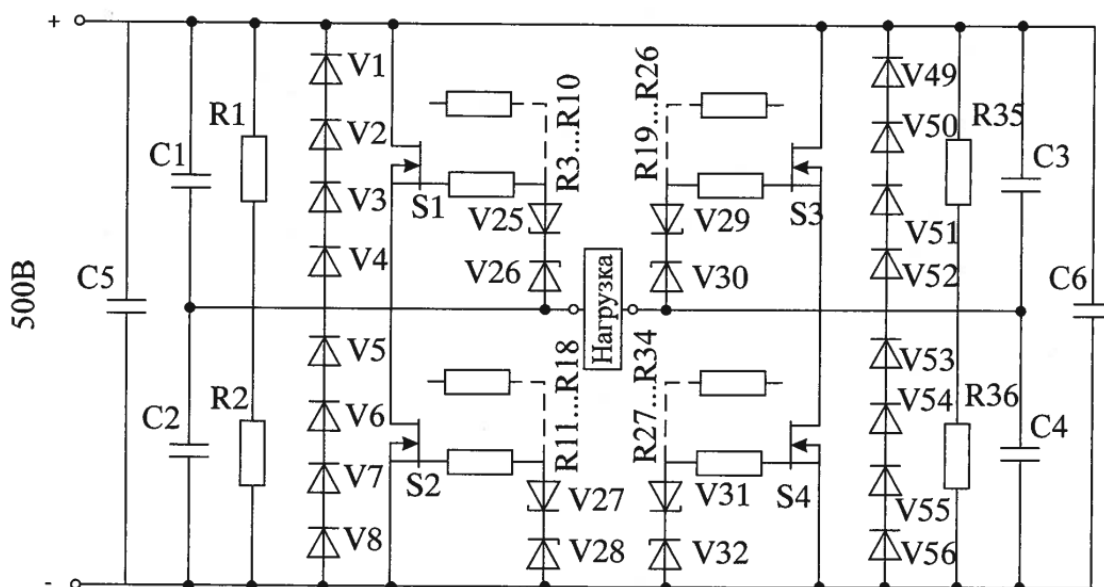 +
V1
V49
R1
R3...R10
R19...R26
V2
V50
R35
C1
C3
V3
S1
S3
V25
V29
V51
V4
V26
V30
V52
C5
C6
500В
Нагрузка
V5
V53
R11...R18
R27...R34
R2
V6
V54
R36
C2
C4
V7
S2
V27
V31
S4
V55
V8
V28
V32
V56
-